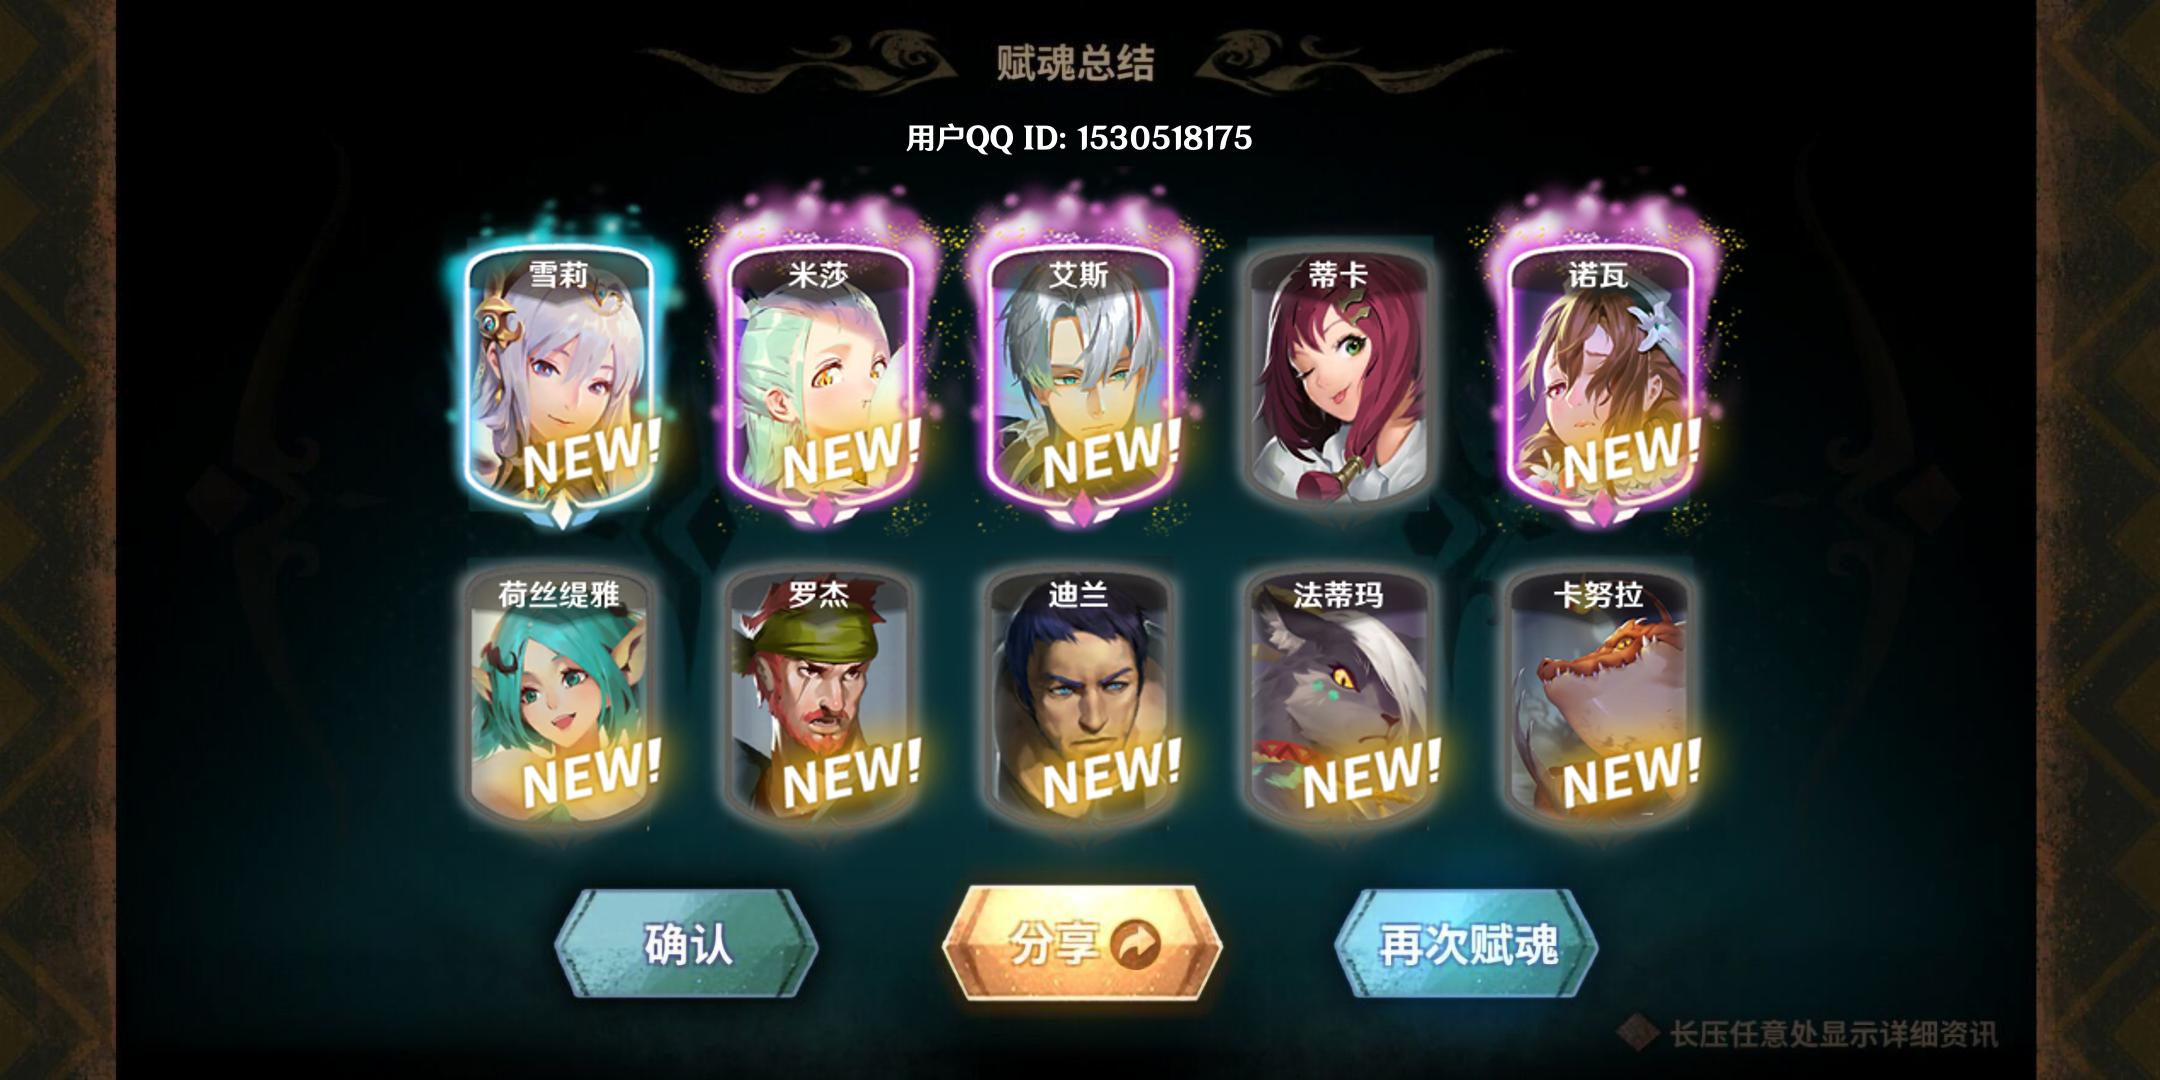 赋魂总结
用户QQ ID: 1530518175
雪莉
米莎
艾斯
蒂卡
诺瓦
NEW!
NEW!
NEW!
NEW!
荷丝缇雅
罗杰
迪兰
法蒂玛
卡努拉
NEW!
NEW!
NEW!
NEW!
NEW!
确认
分享
再次赋魂
长压任意处显示详细资讯